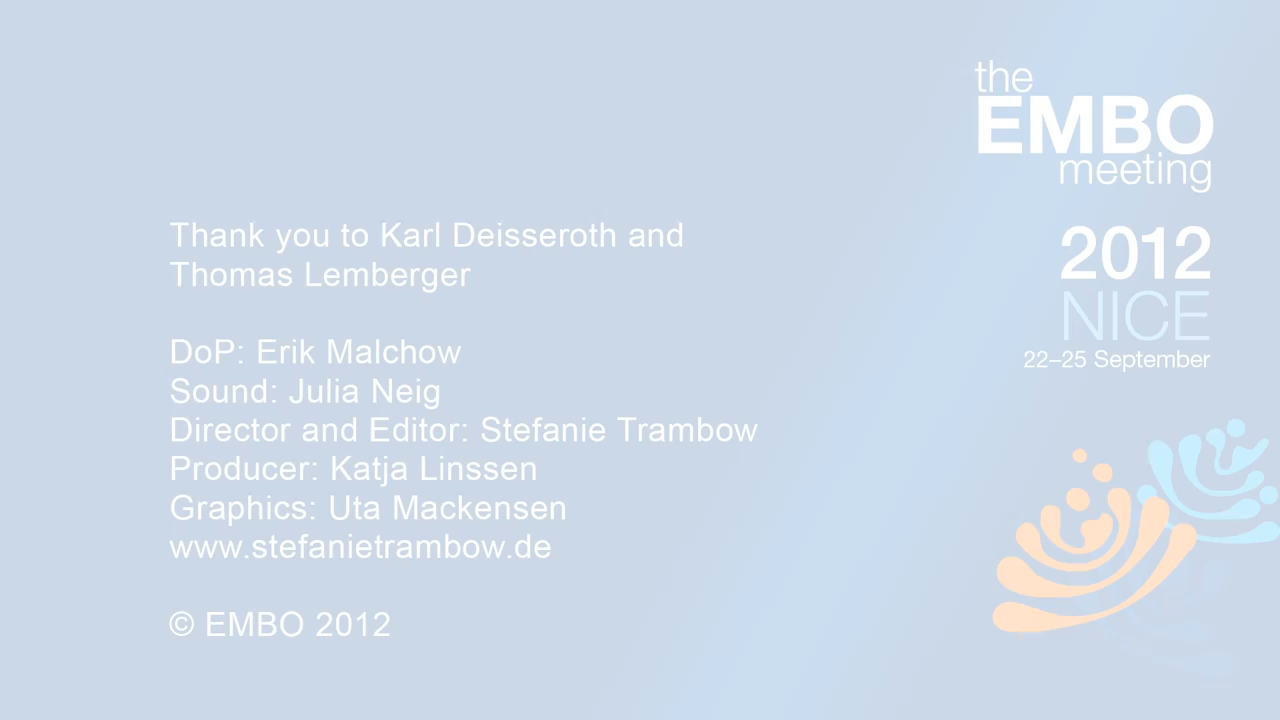 the
EMBO
meeting
2012
NICE
22–25 September
Thank you to Karl Deisseroth and
Thomas Lemberger
DoP: Erik Malchow
Sound: Julia Neig
Director and Editor: Stefanie Trambow
Producer: Katja Linssen
Graphics: Uta Mackensen
www.stefanietrambow.de
© EMBO 2012